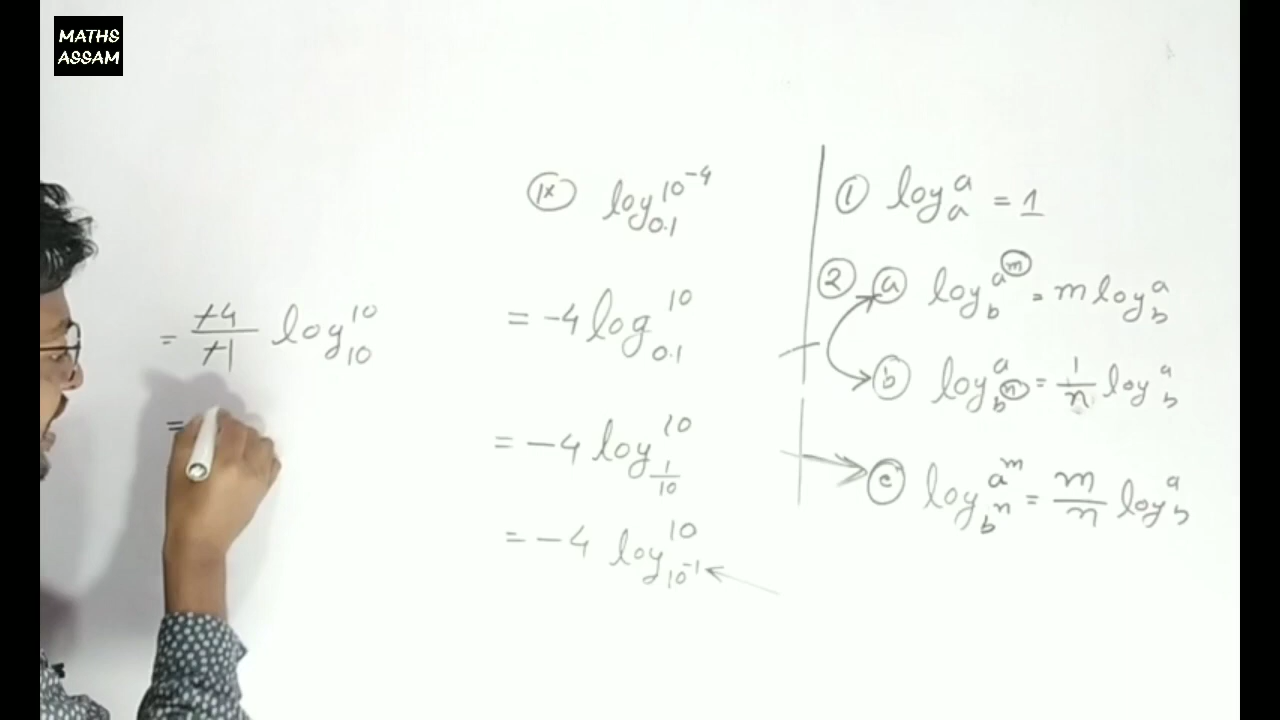 MATHS
ASSAM
ix log_0.1 10^-4
= -4 log_0.1 10
= -4 log_1/10 10
= -4 log_10^-1 10
= -4/-1 log_10 10
=
1 log_a a = 1
2 a log_b a^m = m log_b a
b log_b^n a = 1/n log_b a
c log_b^n a^m = m/n log_b a